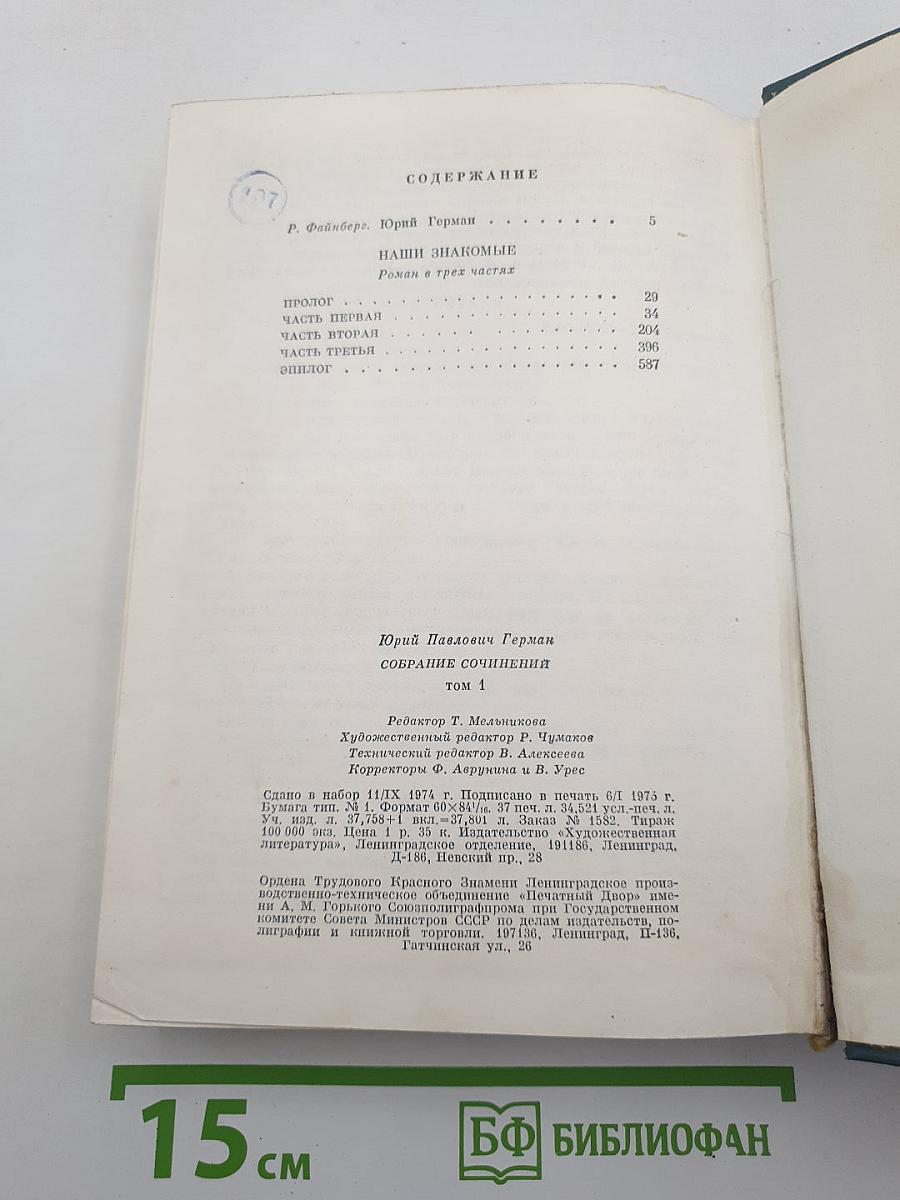 СОДЕРЖАНИЕ
Р. Файнберг. Юрий Герман . . . . . . . . 5
НАШИ ЗНАКОМЫЕ
Роман в трех частях
ПРОЛОГ . . . . . . . . . . . . . . . . . . 29
ЧАСТЬ ПЕРВАЯ . . . . . . . . . . . . . . 34
ЧАСТЬ ВТОРАЯ . . . . . . . . . . . . . . 204
ЧАСТЬ ТРЕТЬЯ . . . . . . . . . . . . . . 396
ЭПИЛОГ . . . . . . . . . . . . . . . . . . 587
Юрий Павлович Герман
СОБРАНИЕ СОЧИНЕНИЙ
том 1
Редактор Т. Мельникова
Художественный редактор Р. Чумаков
Технический редактор В. Алексеева
Корректоры Ф. Аврунина и В. Урес
Сдано в набор 11/IX 1974 г. Подписано в печать 6/I 1975 г.
Бумага тип. № 1. Формат 60×84¹/₁₆. 37 печ. л. 34,521 усл.-печ. л.
Уч. изд. л. 37,758+1 вкл.=37,801 л. Заказ № 1582. Тираж
100 000 экз. Цена 1 р. 35 к. Издательство «Художественная
литература», Ленинградское отделение, 191186, Ленинград,
Д-186, Невский пр., 28
Ордена Трудового Красного Знамени Ленинградское произ-
водственно-техническое объединение «Печатный Двор» име-
ни А. М. Горького Союзполиграфпрома при Государственном
комитете Совета Министров СССР по делам издательств, по-
лиграфии и книжной торговли. 197136, Ленинград, П-136,
Гатчинская ул., 26
15 см
БФ БИБЛИОФАН